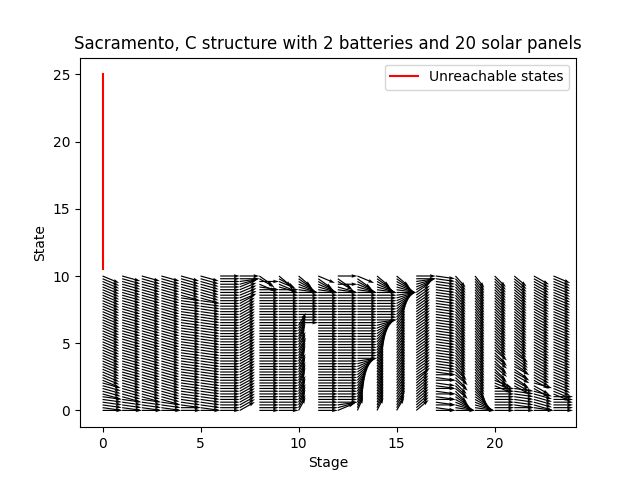 Sacramento, C structure with 2 batteries and 20 solar panels
Unreachable states
25
20
15
10
5
0
State
0 5 10 15 20
Stage